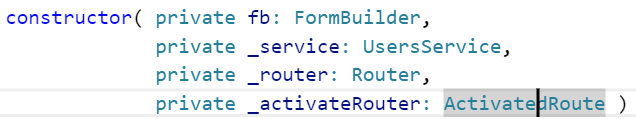 constructor( private fb: FormBuilder,
private _service: UsersService,
private _router: Router,
private _activateRouter: ActivatedRoute )